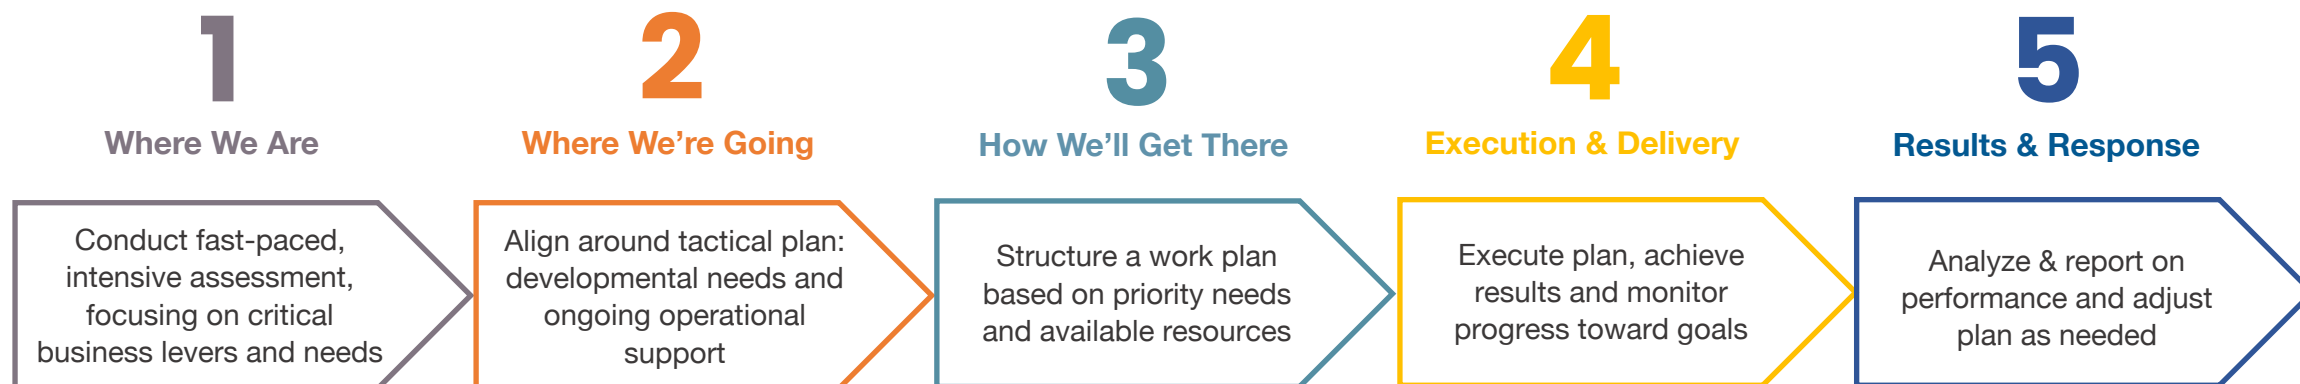 1
Where We Are
Conduct fast-paced,
intensive assessment,
focusing on critical
business levers and needs
2
Where We’re Going
Align around tactical plan:
developmental needs and
ongoing operational
support
3
How We’ll Get There
Structure a work plan
based on priority needs
and available resources
4
Execution & Delivery
Execute plan, achieve
results and monitor
progress toward goals
5
Results & Response
Analyze & report on
performance and adjust
plan as needed